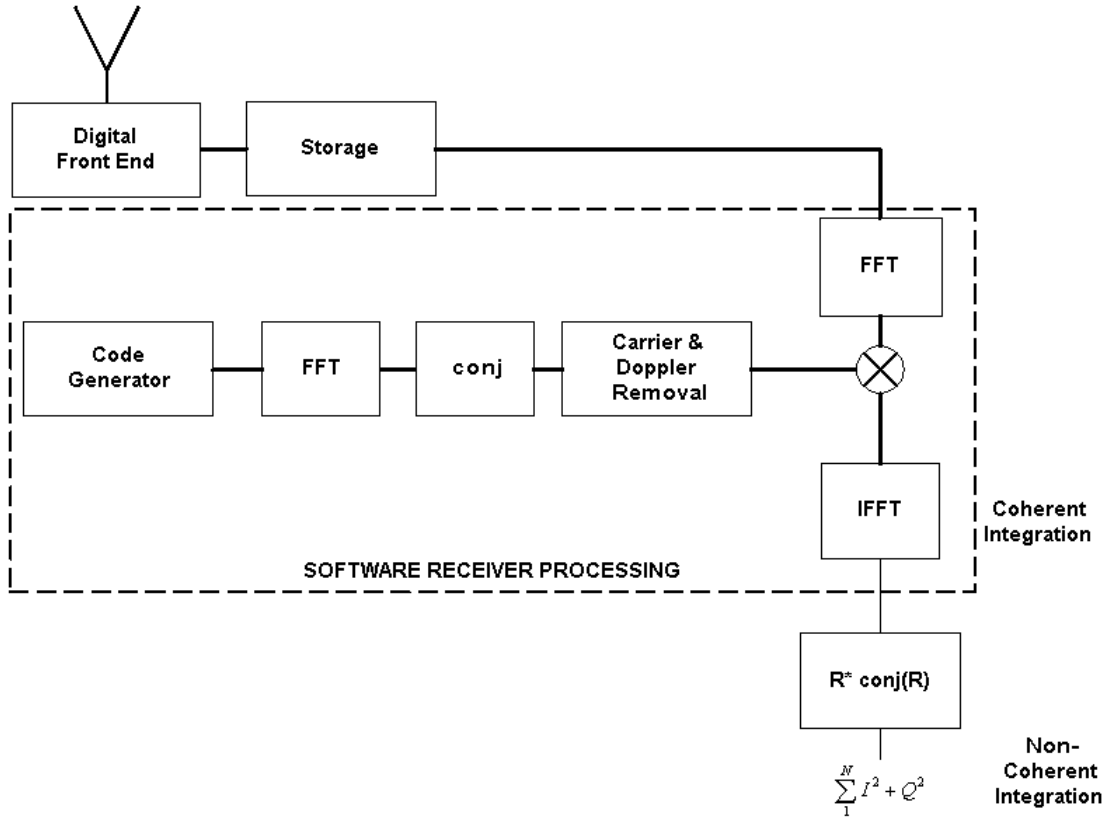 Digital
Front End
Storage
FFT
Code
Generator
FFT
conj
Carrier &
Doppler
Removal
IFFT
Coherent
Integration
SOFTWARE RECEIVER PROCESSING
R* conj(R)
Non-
Coherent
Integration
N
∑ I² + Q²
1